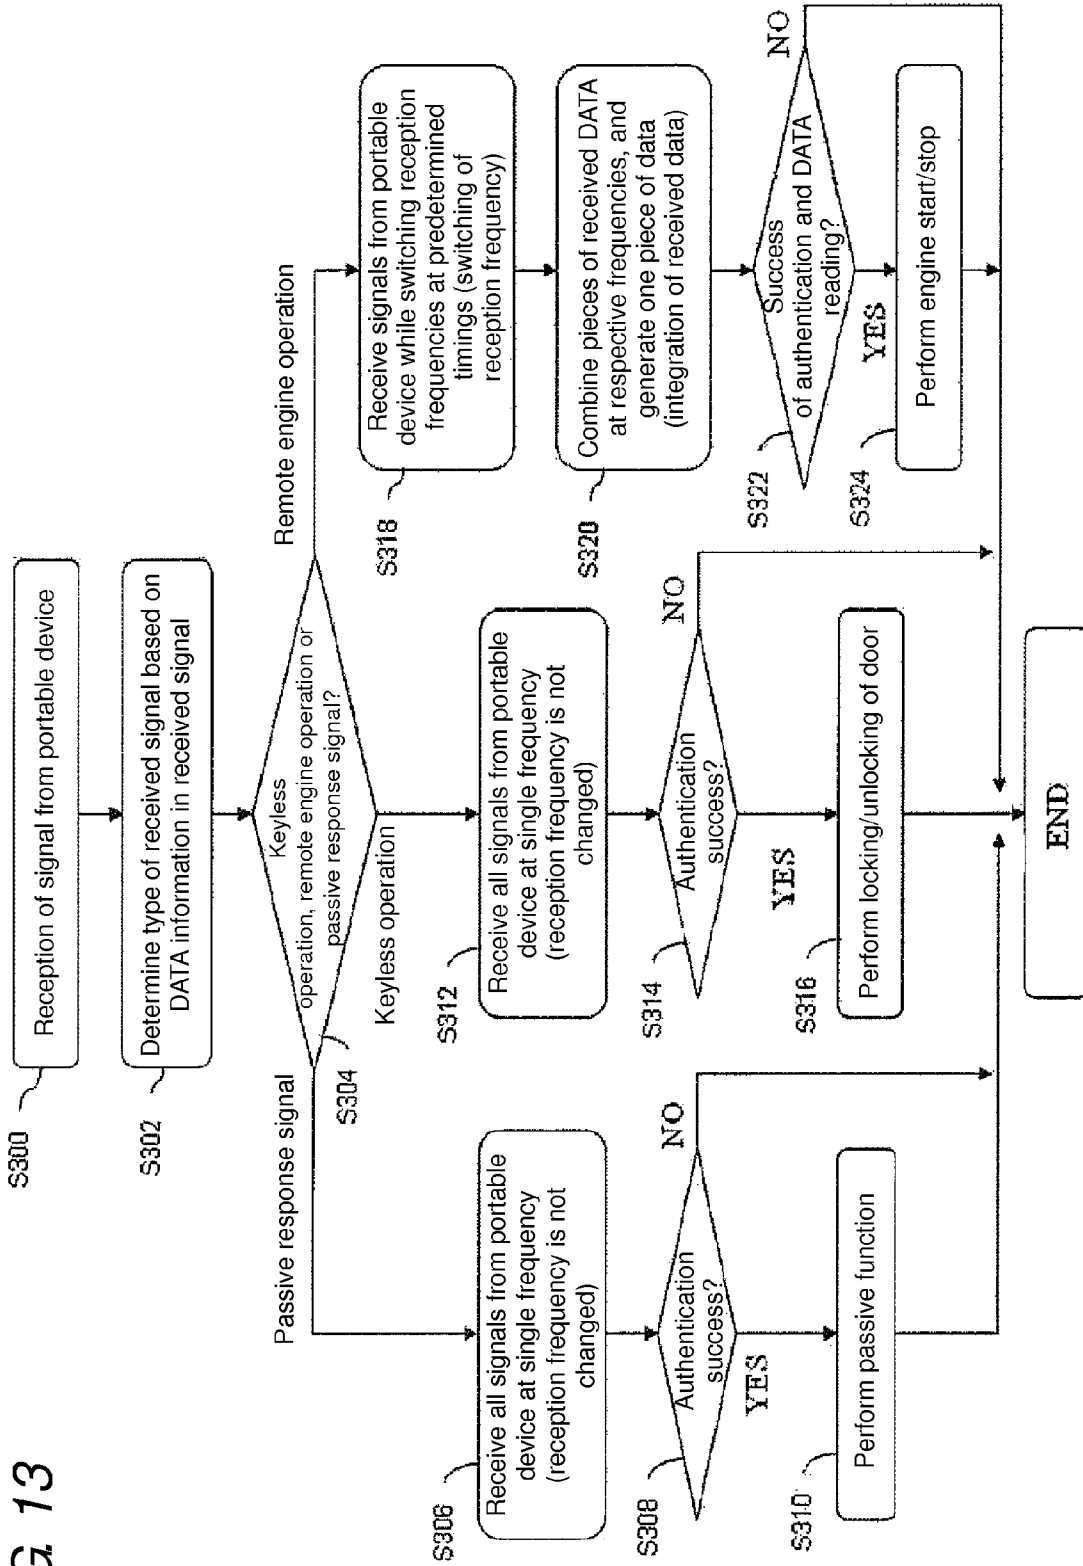 G. 13
S300
Reception of signal from portable device
S302
Determine type of received signal based on
DATA information in received signal
S304
Keyless
operation, remote engine operation or
passive response signal?
Passive response signal
Keyless operation
Remote engine operation
S306
Receive all signals from portable
device at single frequency
(reception frequency is not
changed)
S308
Authentication
success?
NO
YES
S310
Perform passive function
S312
Receive all signals from portable
device at single frequency
(reception frequency is not
changed)
S314
Authentication
success?
NO
YES
S316
Perform locking/unlocking of door
S318
Receive signals from portable
device while switching reception
frequencies at predetermined
timings (switching of
reception frequency)
S320
Combine pieces of received DATA
at respective frequencies, and
generate one piece of data
(integration of received data)
S322
Success
of authentication and DATA
reading?
NO
YES
S324
Perform engine start/stop
END